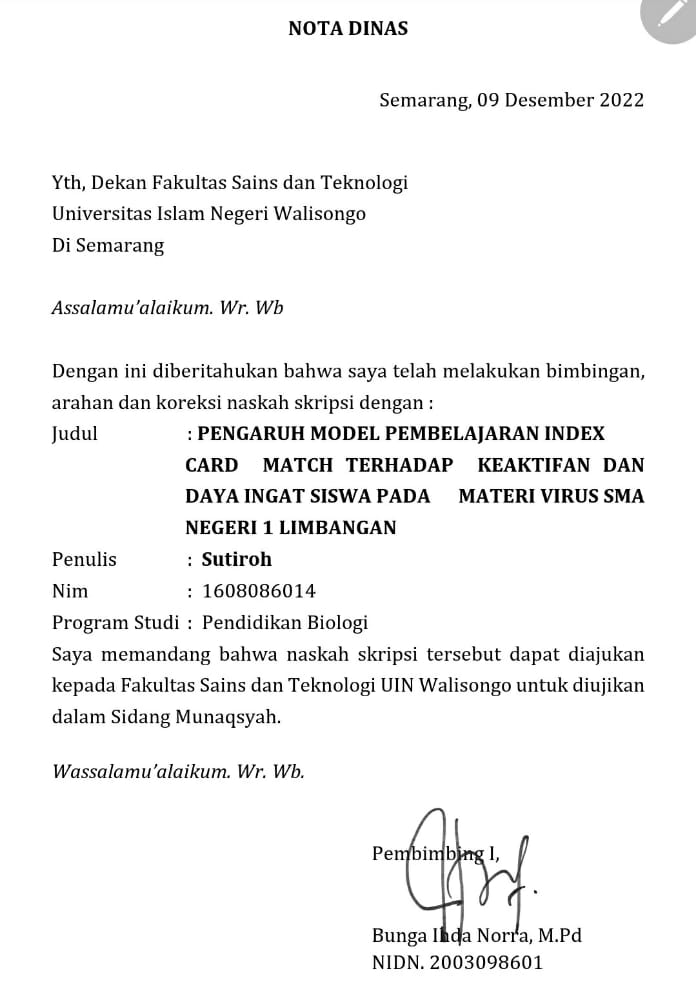 NOTA DINAS
Semarang, 09 Desember 2022
Yth, Dekan Fakultas Sains dan Teknologi
Universitas Islam Negeri Walisongo
Di Semarang
Assalamu’alaikum. Wr. Wb
Dengan ini diberitahukan bahwa saya telah melakukan bimbingan,
arahan dan koreksi naskah skripsi dengan :
Judul : PENGARUH MODEL PEMBELAJARAN INDEX
CARD MATCH TERHADAP KEAKTIFAN DAN
DAYA INGAT SISWA PADA MATERI VIRUS SMA
NEGERI 1 LIMBANGAN
Penulis : Sutiroh
Nim : 1608086014
Program Studi : Pendidikan Biologi
Saya memandang bahwa naskah skripsi tersebut dapat diajukan
kepada Fakultas Sains dan Teknologi UIN Walisongo untuk diujikan
dalam Sidang Munaqsyah.
Wassalamu’alaikum. Wr. Wb.
Pembimbing I,
Bunga Ihda Norra, M.Pd
NIDN. 2003098601